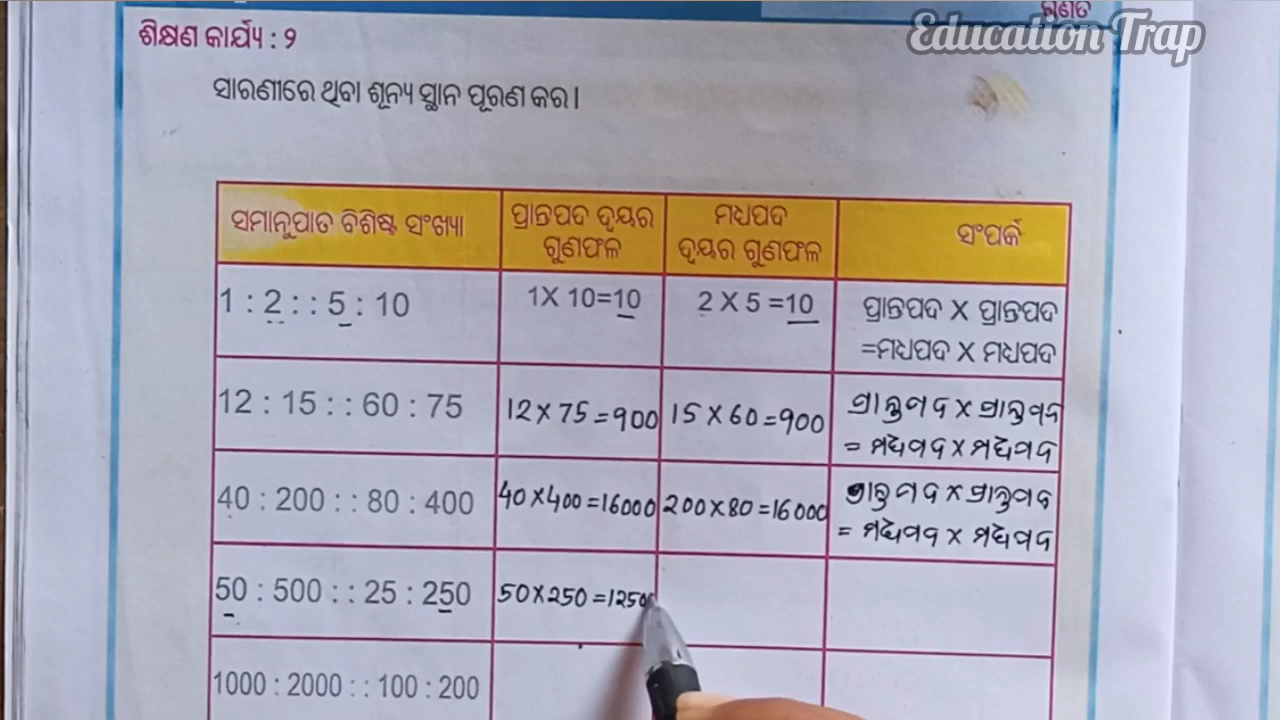 ଗଣିତ
Education Trap
ଶିକ୍ଷଣ କାର୍ଯ୍ୟ : ୨
ସାରଣୀରେ ଥିବା ଶୂନ୍ୟ ସ୍ଥାନ ପୂରଣ କର ।
ସମାନୁପାତ ବିଶିଷ୍ଟ ସଂଖ୍ୟା
ପ୍ରାନ୍ତପଦ ଦ୍ୱୟର
ଗୁଣଫଳ
ମଧ୍ୟପଦ
ଦ୍ୱୟର ଗୁଣଫଳ
ସଂପର୍କ
1 : 2 : : 5 : 10
1X 10=10
2 X 5 =10
ପ୍ରାନ୍ତପଦ X ପ୍ରାନ୍ତପଦ
=ମଧ୍ୟପଦ X ମଧ୍ୟପଦ
12 : 15 : : 60 : 75
12 X 75 = 900
15 X 60 = 900
ପ୍ରାନ୍ତପଦ X ପ୍ରାନ୍ତପଦ
= ମଧ୍ୟପଦ X ମଧ୍ୟପଦ
40 : 200 : : 80 : 400
40 X 400 = 16000
200 X 80 = 16000
ପ୍ରାନ୍ତପଦ X ପ୍ରାନ୍ତପଦ
= ମଧ୍ୟପଦ X ମଧ୍ୟପଦ
50 : 500 : : 25 : 250
50 X 250 = 12500
1000 : 2000 : : 100 : 200